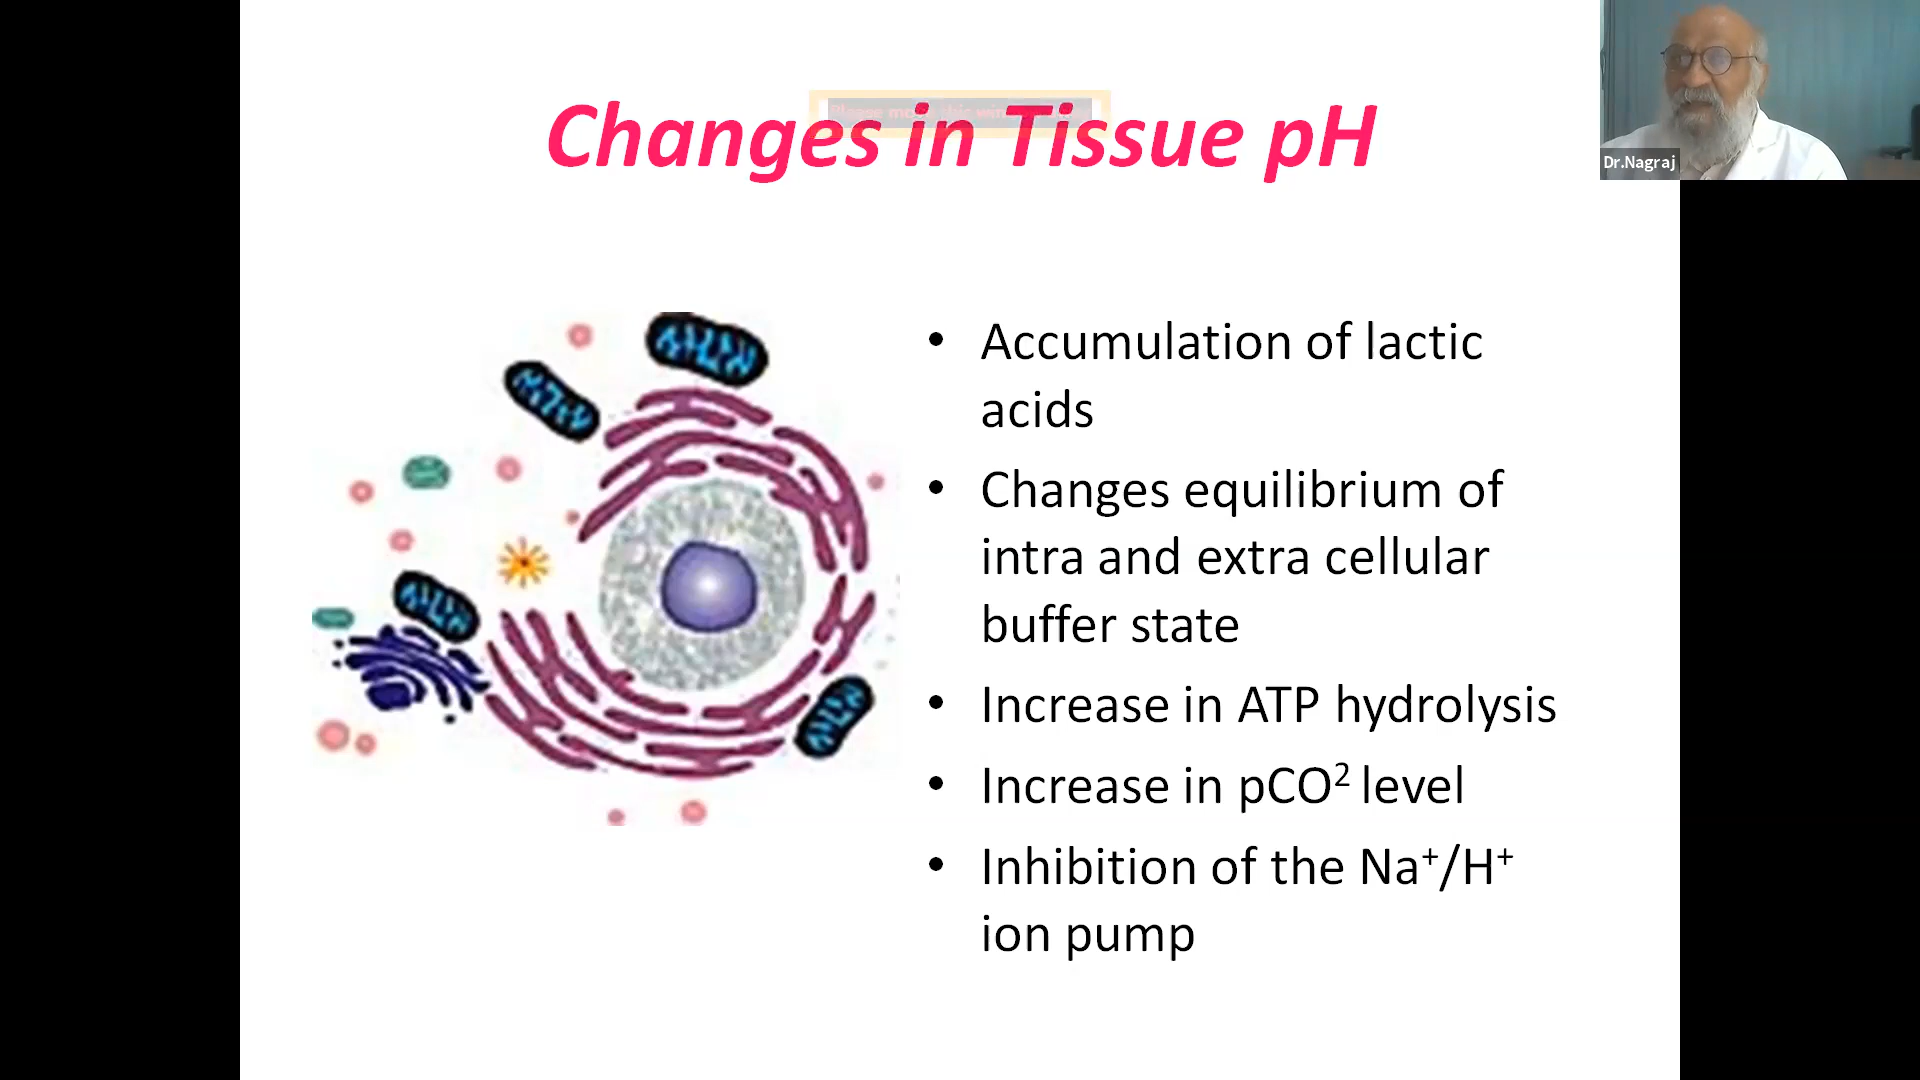 Changes in Tissue pH
Dr.Nagraj
• Accumulation of lactic
acids
• Changes equilibrium of
intra and extra cellular
buffer state
• Increase in ATP hydrolysis
• Increase in pCO² level
• Inhibition of the Na⁺/H⁺
ion pump